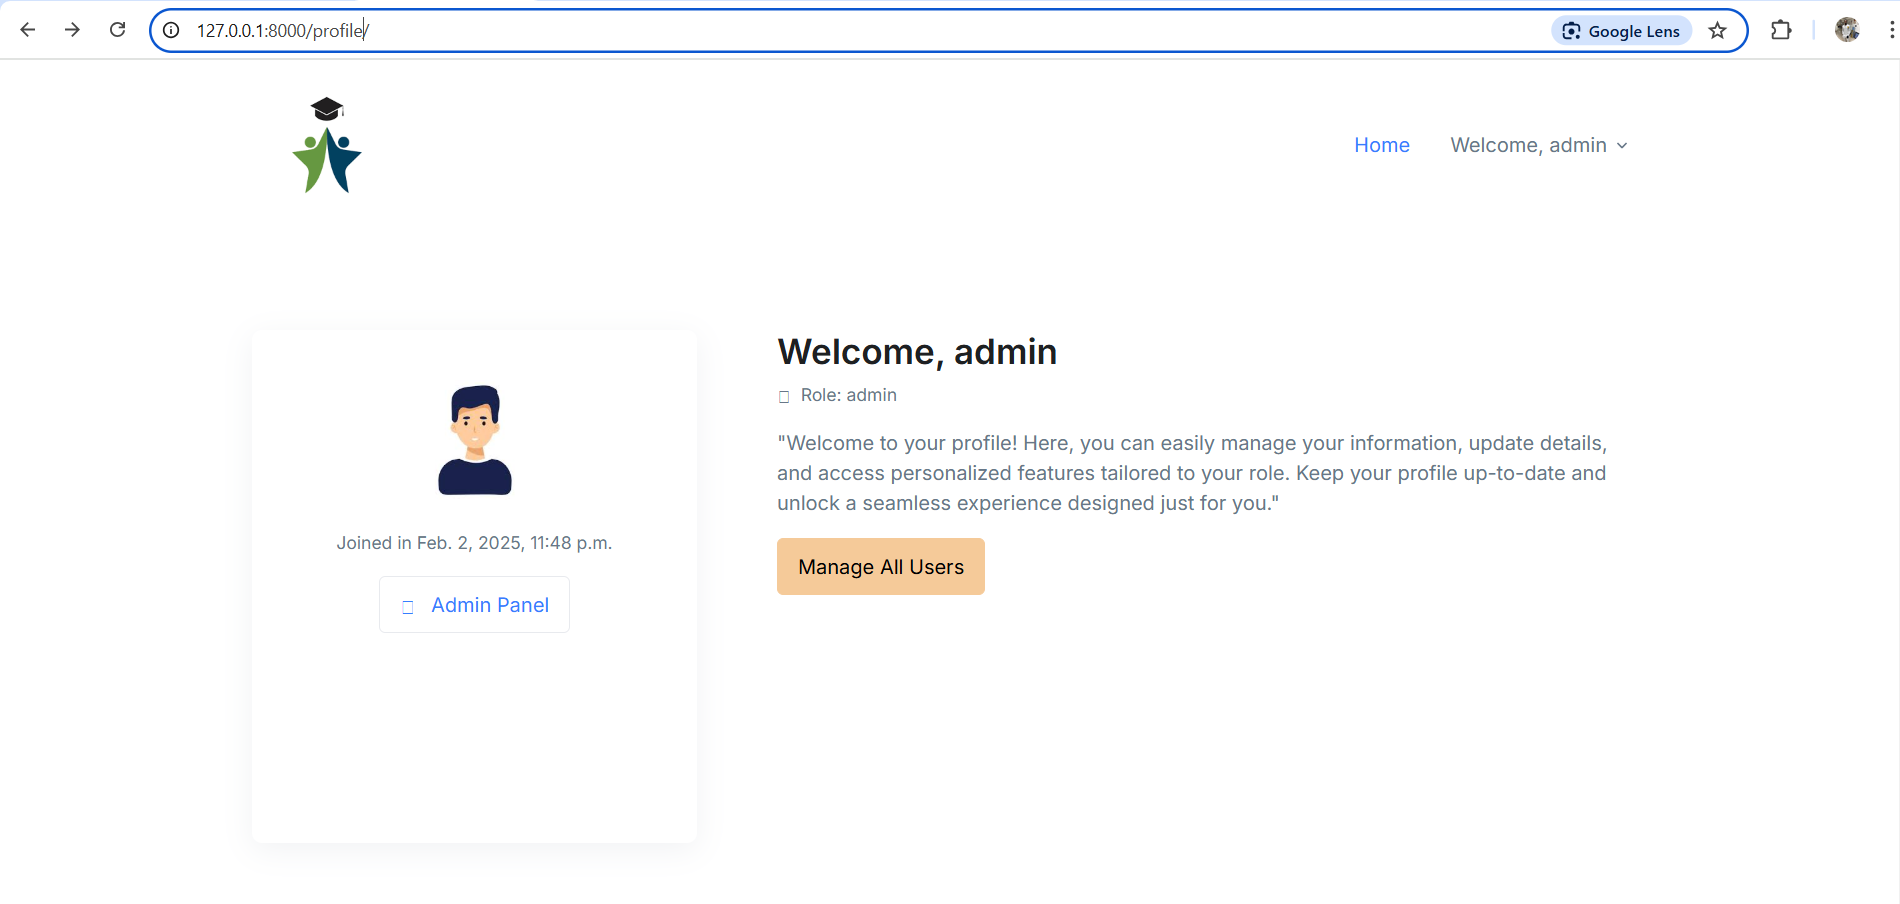 127.0.0.1:8000/profile/
Google Lens
Home
Welcome, admin
Welcome, admin
Role: admin
"Welcome to your profile! Here, you can easily manage your information, update details,
and access personalized features tailored to your role. Keep your profile up-to-date and
unlock a seamless experience designed just for you."
Manage All Users
Joined in Feb. 2, 2025, 11:48 p.m.
Admin Panel